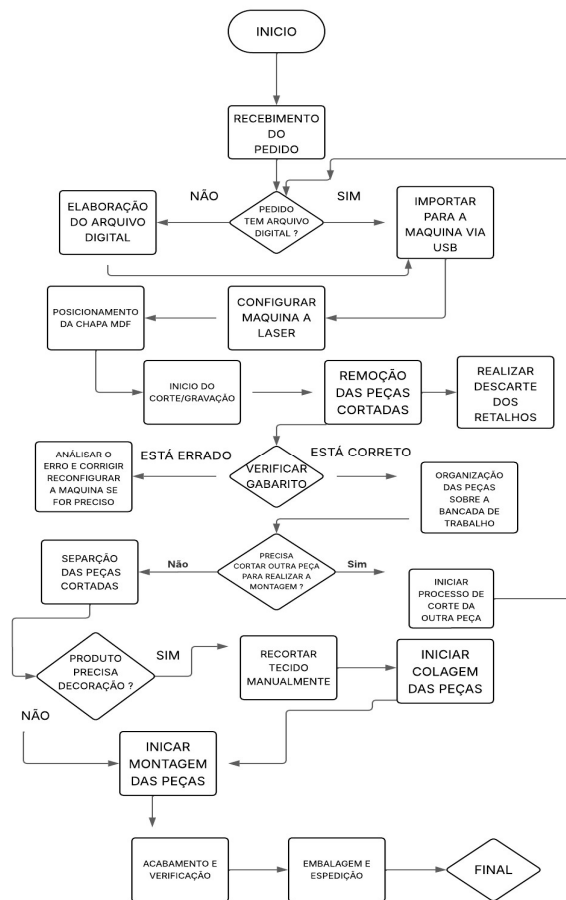 INICIO
RECEBIMENTO
DO
PEDIDO
NÃO
SIM
ELABORAÇÃO
DO ARQUIVO
DIGITAL
PEDIDO
TEM ARQUIVO
DIGITAL ?
IMPORTAR
PARA A
MAQUINA VIA
USB
POSICIONAMENTO
DA CHAPA MDF
CONFIGURAR
MAQUINA A
LASER
INICIO DO
CORTE/GRAVAÇÃO
REMOÇÃO
DAS PEÇAS
CORTADAS
REALIZAR
DESCARTE
DOS
RETALHOS
ANÁLISAR O
ERRO E CORRIGIR
RECONFIGURAR
A MAQUINA SE
FOR PRECISO
ESTÁ ERRADO
VERIFICAR
GABARITO
ESTÁ CORRETO
ORGANIZAÇÃO
DAS PEÇAS
SOBRE A
BANCADA DE
TRABALHO
SEPARÇÃO
DAS PEÇAS
CORTADAS
Não
PRECISA
CORTAR OUTRA PEÇA
PARA REALIZAR A
MONTAGEM ?
Sim
INICIAR
PROCESSO DE
CORTE DA
OUTRA PEÇA
PRODUTO
PRECISA
DECORAÇÃO ?
SIM
RECORTAR
TECIDO
MANUALMENTE
INICIAR
COLAGEM
DAS PEÇAS
NÃO
INICAR
MONTAGEM
DAS PEÇAS
ACABAMENTO E
VERIFICAÇÃO
EMBALAGEM E
ESPEDIÇÃO
FINAL